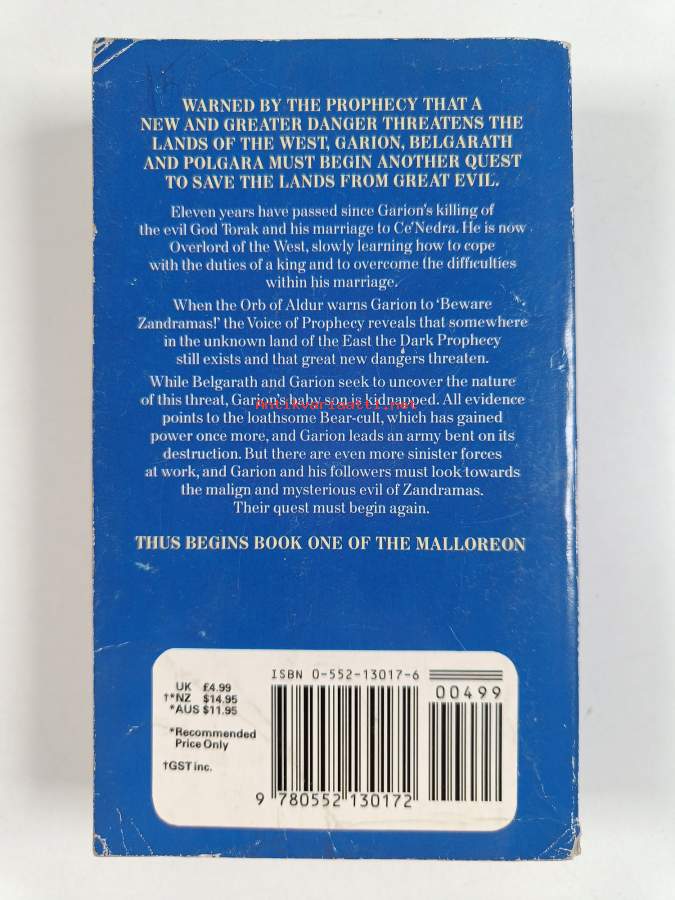 WARNED BY THE PROPHECY THAT A
NEW AND GREATER DANGER THREATENS THE
LANDS OF THE WEST, GARION, BELGARATH
AND POLGARA MUST BEGIN ANOTHER QUEST
TO SAVE THE LANDS FROM GREAT EVIL.
Eleven years have passed since Garion's killing of
the evil God Torak and his marriage to Ce'Nedra. He is now
Overlord of the West, slowly learning how to cope
with the duties of a king and to overcome the difficulties
within his marriage.
When the Orb of Aldur warns Garion to 'Beware
Zandramas!' the Voice of Prophecy reveals that somewhere
in the unknown land of the East the Dark Prophecy
still exists and that great new dangers threaten.
While Belgarath and Garion seek to uncover the nature
of this threat, Garion's baby son is kidnapped. All evidence
Antikvariaatti.net
points to the loathsome Bear-cult, which has gained
power once more, and Garion leads an army bent on its
destruction. But there are even more sinister forces
at work, and Garion and his followers must look towards
the malign and mysterious evil of Zandramas.
Their quest must begin again.
THUS BEGINS BOOK ONE OF THE MALLOREON
UK £4.99
†*NZ $14.95
*AUS $11.95
*Recommended
Price Only
†GST inc.
ISBN 0-552-13017-6
00499
9 780552 130172